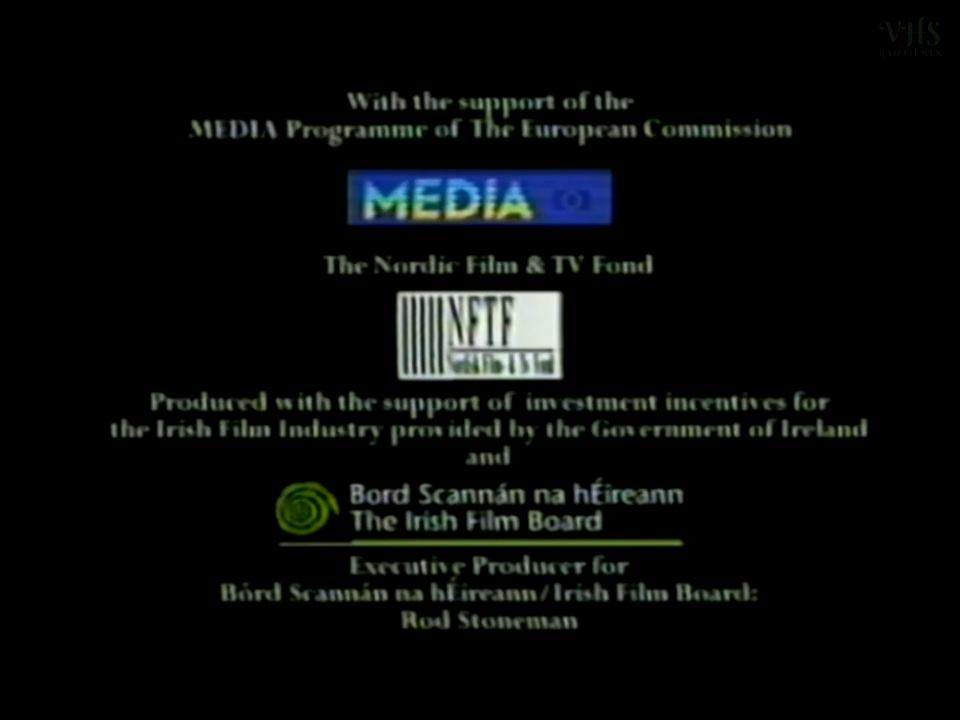 VHS
With the support of the
MEDIA Programme of The European Commission
MEDIA
The Nordic Film & TV Fond
NFTF
Produced with the support of investment incentives for
the Irish Film Industry provided by the Government of Ireland
and
Bord Scannán na hÉireann
The Irish Film Board
Executive Producer for
Bórd Scannán na hÉireann/Irish Film Board:
Rod Stoneman